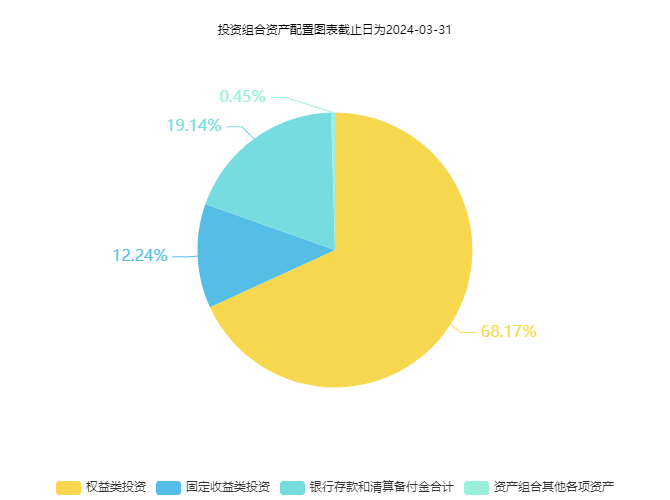 投资组合资产配置图表截止日为2024-03-31
0.45%
19.14%
12.24%
68.17%
权益类投资 固定收益类投资 银行存款和清算备付金合计 资产组合其他各项资产